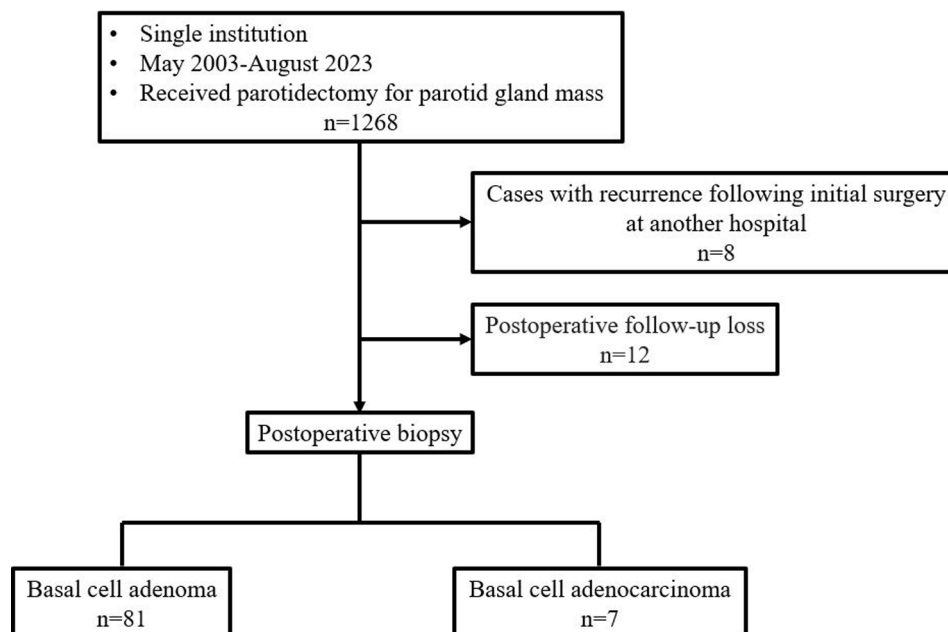 • Single institution
• May 2003-August 2023
• Received parotidectomy for parotid gland mass
n=1268
Cases with recurrence following initial surgery
at another hospital
n=8
Postoperative follow-up loss
n=12
Postoperative biopsy
Basal cell adenoma
n=81
Basal cell adenocarcinoma
n=7